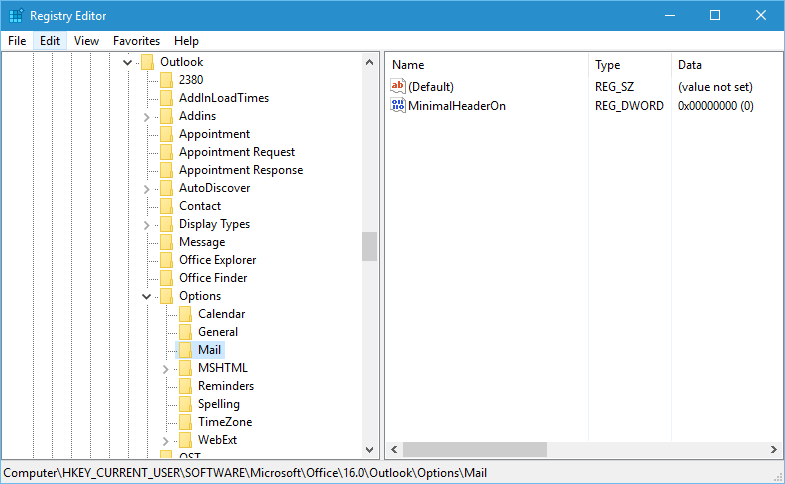 Registry Editor
File Edit View Favorites Help
Outlook
2380
AddInLoadTimes
Addins
Appointment
Appointment Request
Appointment Response
AutoDiscover
Contact
Display Types
Message
Office Explorer
Office Finder
Options
Calendar
General
Mail
MSHTML
Reminders
Spelling
TimeZone
WebExt
OST
Name Type Data
ab (Default) REG_SZ (value not set)
MinimalHeaderOn REG_DWORD 0x00000000 (0)
Computer\HKEY_CURRENT_USER\SOFTWARE\Microsoft\Office\16.0\Outlook\Options\Mail